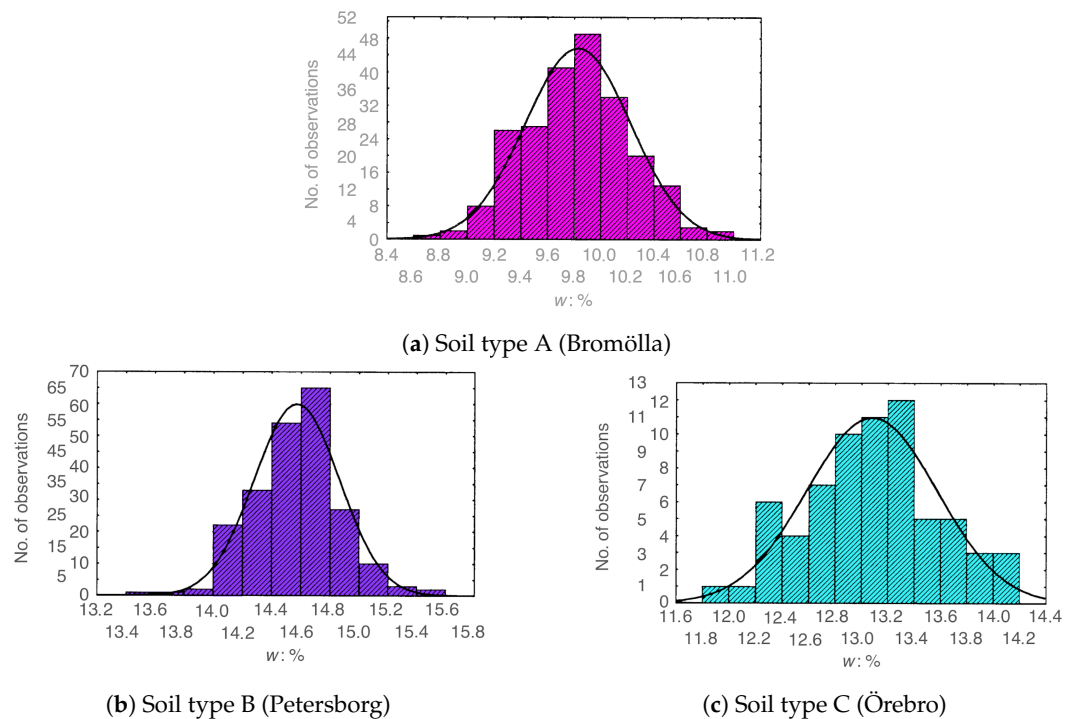 52
48
44
40
36
32
28
24
20
16
12
8
4
0
No. of observations
8.4 8.8 9.2 9.6 10.0 10.4 10.8 11.2
8.6 9.0 9.4 9.8 10.2 10.6 11.0
w: %
(a) Soil type A (Bromölla)
70
65
60
55
50
45
40
35
30
25
20
15
10
5
0
No. of observations
13.2 13.6 14.0 14.4 14.8 15.2 15.6
13.4 13.8 14.2 14.6 15.0 15.4 15.8
w: %
(b) Soil type B (Petersborg)
13
12
11
10
9
8
7
6
5
4
3
2
1
0
No. of observations
11.6 12.0 12.4 12.8 13.2 13.6 14.0 14.4
11.8 12.2 12.6 13.0 13.4 13.8 14.2
w: %
(c) Soil type C (Örebro)